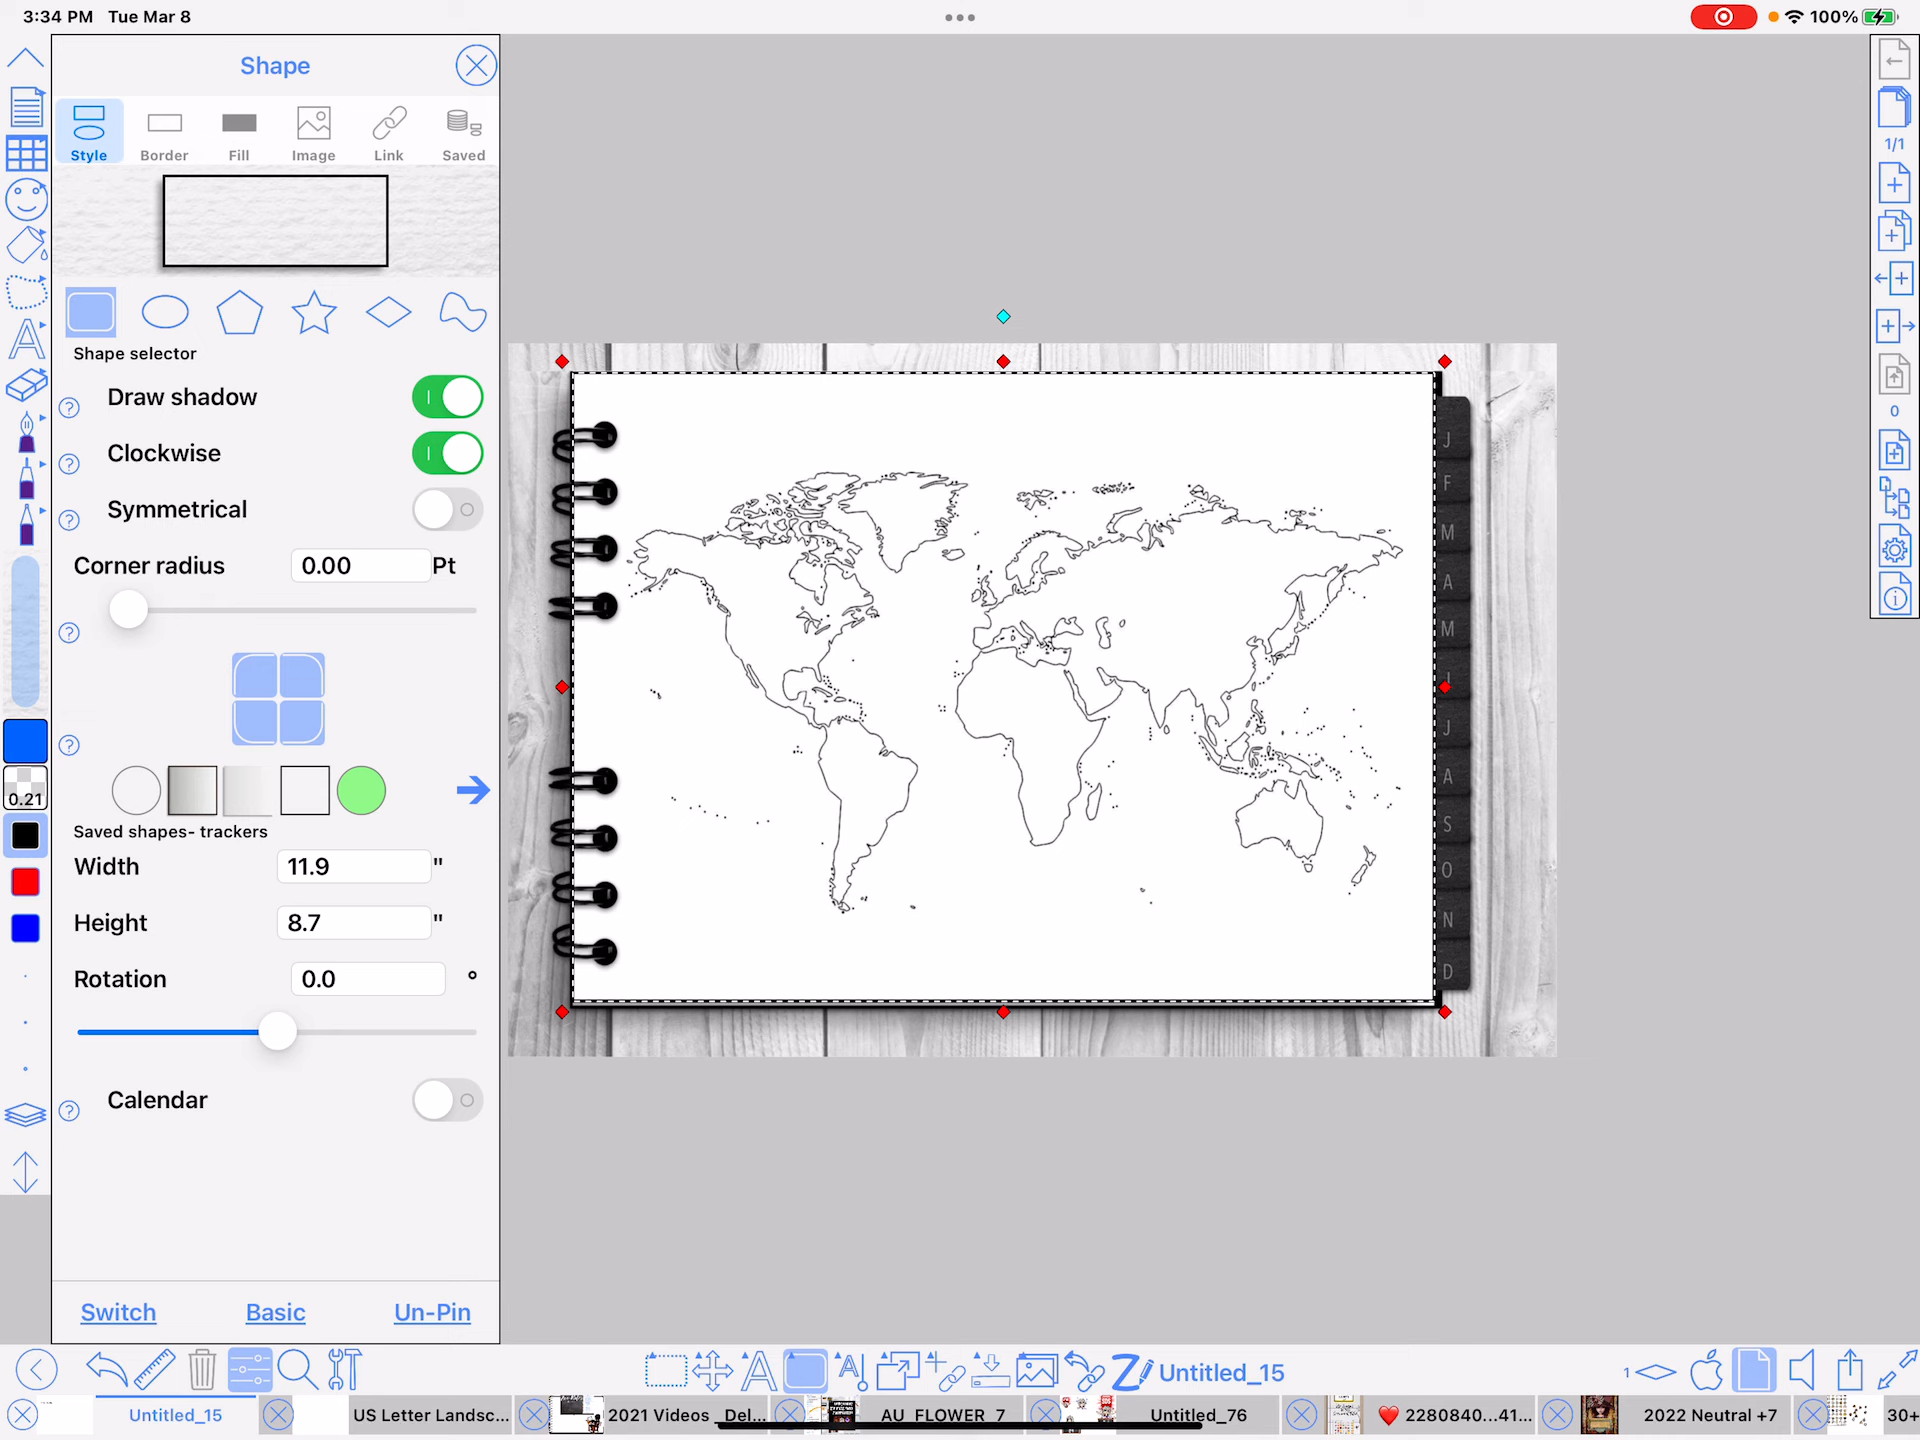 3:34 PM Tue Mar 8
100%
Shape
Style
Border
Fill
Image
Link
Saved
Shape selector
Draw shadow
Clockwise
Symmetrical
Corner radius 0.00 Pt
Saved shapes- trackers
Width 11.9 "
Height 8.7 "
Rotation 0.0 °
Calendar
Switch Basic Un-Pin
0.21
J
F
M
A
M
J
J
A
S
O
N
D
1/1
0
Untitled_15
1
Untitled_15
US Letter Landsc...
2021 Videos _Del...
AU_FLOWER_7
Untitled_76
2280840...41...
2022 Neutral +7
30+